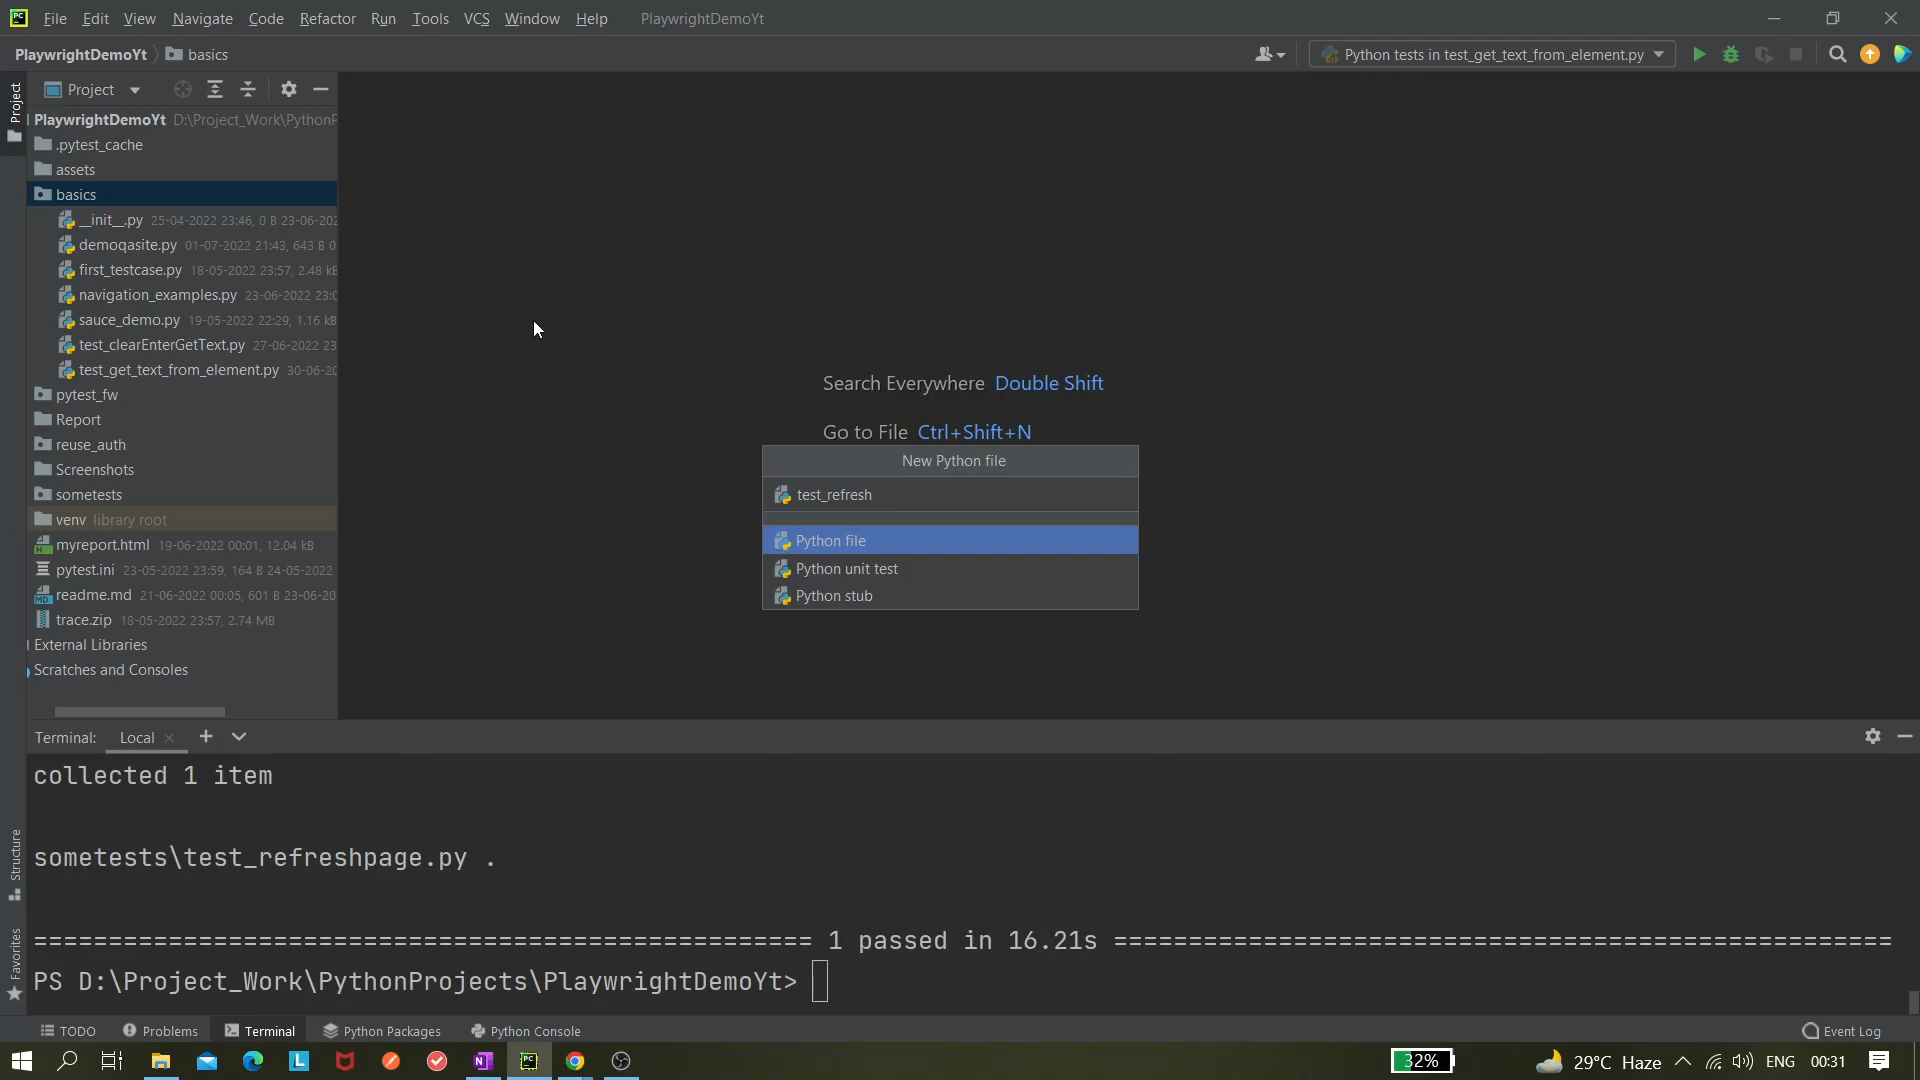 File Edit View Navigate Code Refactor Run Tools VCS Window Help PlaywrightDemoYt
PlaywrightDemoYt basics
Python tests in test_get_text_from_element.py
Project
Project
PlaywrightDemoYt D:\Project_Work\PythonP
.pytest_cache
assets
basics
__init__.py 25-04-2022 23:46, 0 B 23-06-202
demoqasite.py 01-07-2022 21:43, 643 B 0
first_testcase.py 18-05-2022 23:57, 2.48 kB
navigation_examples.py 23-06-2022 23:0
sauce_demo.py 19-05-2022 22:29, 1.16 kB
test_clearEnterGetText.py 27-06-2022 23
test_get_text_from_element.py 30-06-20
pytest_fw
Report
reuse_auth
Screenshots
sometests
venv library root
myreport.html 19-06-2022 00:01, 12.04 kB
pytest.ini 23-05-2022 23:59, 164 B 24-05-2022
readme.md 21-06-2022 00:05, 601 B 23-06-20
trace.zip 18-05-2022 23:57, 2.74 MB
External Libraries
Scratches and Consoles
Search Everywhere Double Shift
Go to File Ctrl+Shift+N
New Python file
test_refresh
Python file
Python unit test
Python stub
Terminal: Local
collected 1 item
sometests\test_refreshpage.py .
==================================================== 1 passed in 16.21s ====================================================
PS D:\Project_Work\PythonProjects\PlaywrightDemoYt>
Structure
Favorites
TODO Problems Terminal Python Packages Python Console Event Log
32% 29°C Haze ENG 00:31